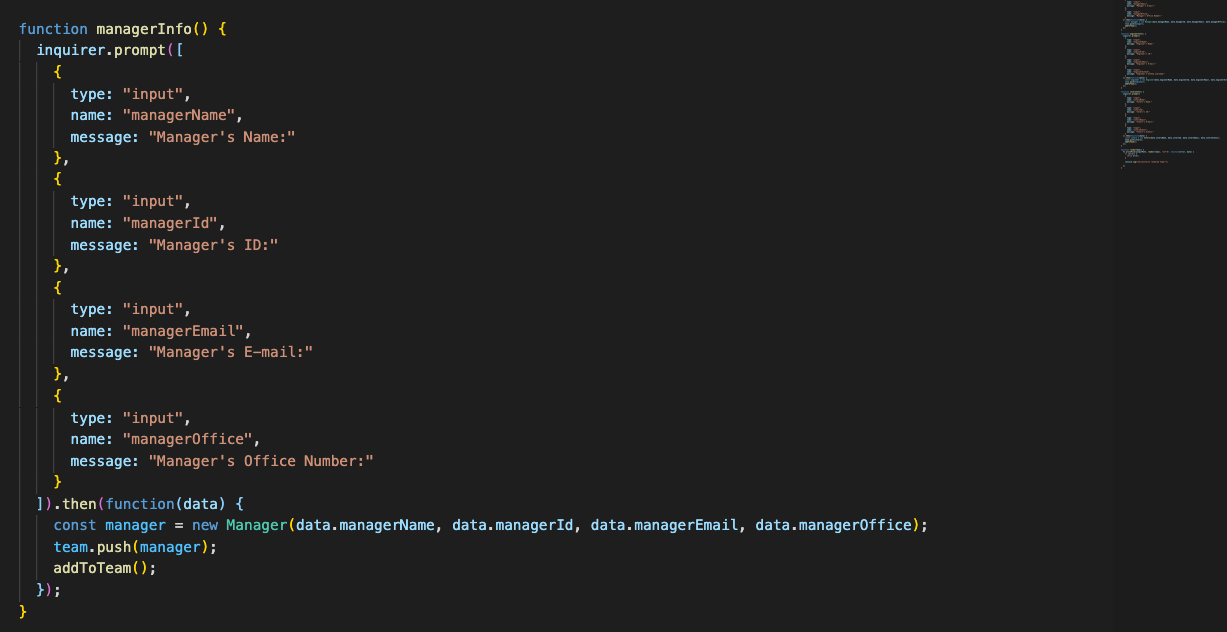 function managerInfo() {
  inquirer.prompt([
    {
      type: "input",
      name: "managerName",
      message: "Manager's Name:"
    },
    {
      type: "input",
      name: "managerId",
      message: "Manager's ID:"
    },
    {
      type: "input",
      name: "managerEmail",
      message: "Manager's E-mail:"
    },
    {
      type: "input",
      name: "managerOffice",
      message: "Manager's Office Number:"
    }
  ]).then(function(data) {
    const manager = new Manager(data.managerName, data.managerId, data.managerEmail, data.managerOffice);
    team.push(manager);
    addToTeam();
  });
}